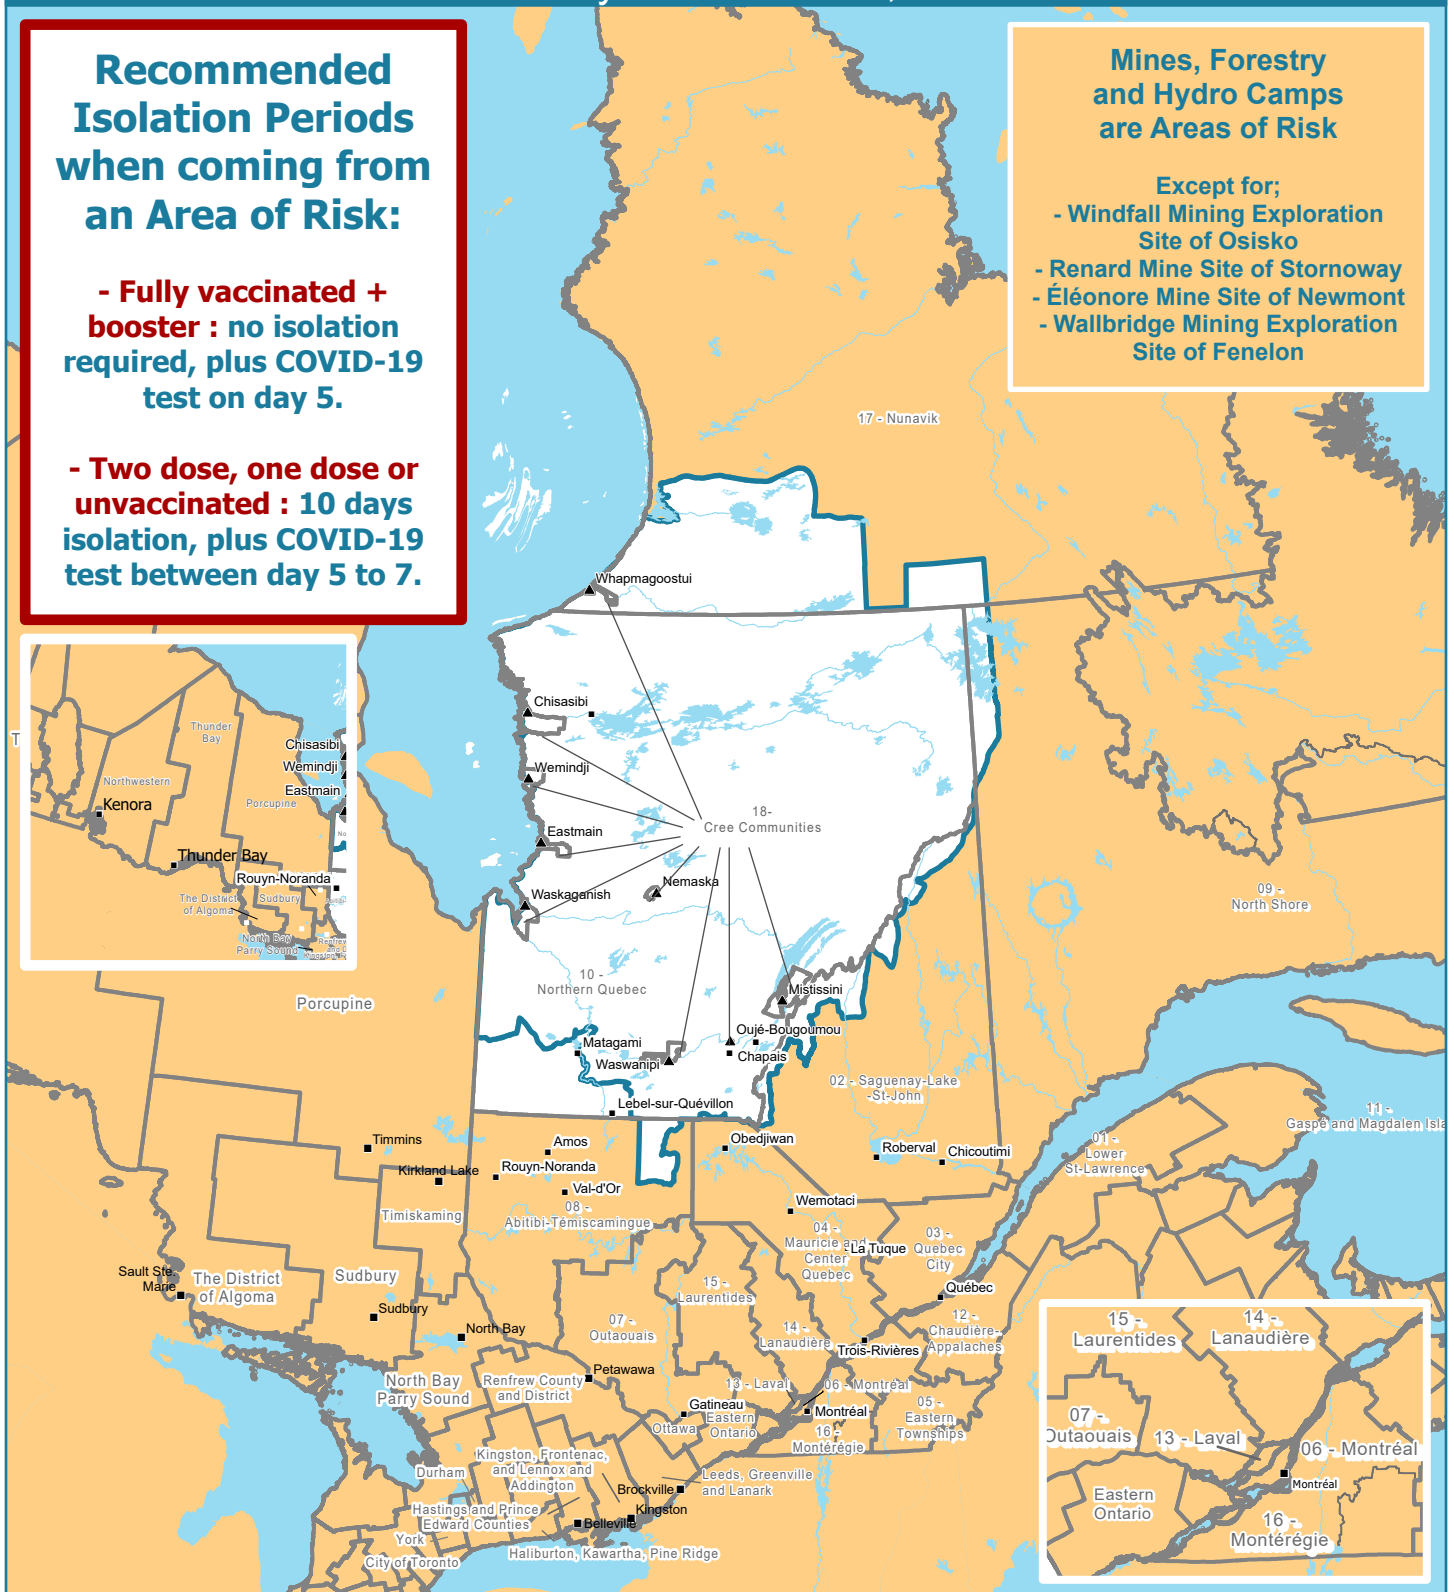 Recommended
Isolation Periods
when coming from
an Area of Risk:
- Fully vaccinated +
booster : no isolation
required, plus COVID-19
test on day 5.
- Two dose, one dose or
unvaccinated : 10 days
isolation, plus COVID-19
test between day 5 to 7.
Mines, Forestry
and Hydro Camps
are Areas of Risk
Except for;
- Windfall Mining Exploration
Site of Osisko
- Renard Mine Site of Stornoway
- Éléonore Mine Site of Newmont
- Wallbridge Mining Exploration
Site of Fenelon
17 - Nunavik
Whapmagoostui
Chisasibi
Wemindji
Eastmain
Waskaganish
Nemaska
18-
Cree Communities
10 -
Northern Quebec
Mistissini
Oujé-Bougoumou
Chapais
Matagami
Waswanipi
Lebel-sur-Quévillon
09 -
North Shore
Thunder
Bay
Northwestern
Kenora
Porcupine
Chisasibi
Wemindji
Eastmain
Thunder Bay
Rouyn-Noranda
The District
of Algoma
Sudbury
North Bay
Parry Sound
Porcupine
02 - Saguenay-Lake
-St-John
Roberval
Chicoutimi
Obedjiwan
Wemotaci
01 -
Lower
St-Lawrence
11 -
Gaspé and Magdalen Isla
Timmins
Kirkland Lake
Timiskaming
Amos
Rouyn-Noranda
Val-d'Or
08 -
Abitibi-Témiscamingue
04 -
Mauricie and
Center
Quebec
La Tuque
03 -
Quebec
City
Québec
Sault Ste.
Marie
The District
of Algoma
Sudbury
Sudbury
North Bay
North Bay
Parry Sound
07 -
Outaouais
15 -
Laurentides
14 -
Lanaudière
Trois-Rivières
12 -
Chaudière-
Appalaches
Petawawa
Renfrew County
and District
13 - Laval
06 - Montréal
Montréal
Gatineau
Ottawa
Eastern
Ontario
16 -
Montérégie
05 -
Eastern
Townships
Durham
Kingston, Frontenac,
and Lennox and
Addington
Leeds, Greenville
and Lanark
Brockville
Kingston
Belleville
Hastings and Prince
Edward Counties
York
City of Toronto
Haliburton, Kawartha, Pine Ridge
15 -
Laurentides
14 -
Lanaudière
07 -
Outaouais
13 - Laval
06 - Montréal
Montréal
Eastern
Ontario
16 -
Montérégie